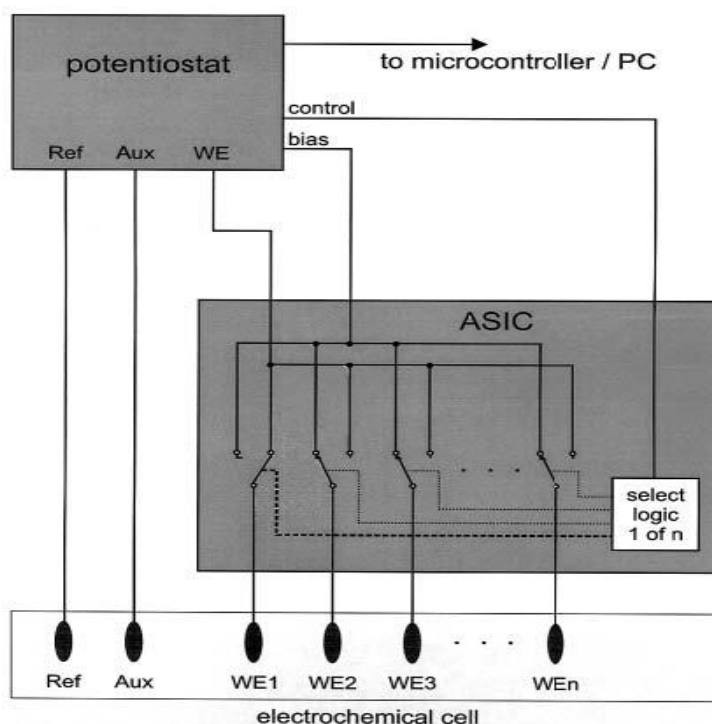 potentiostat
to microcontroller / PC
control
bias
Ref Aux WE
ASIC
select
logic
1 of n
Ref Aux WE1 WE2 WE3 WEn
electrochemical cell